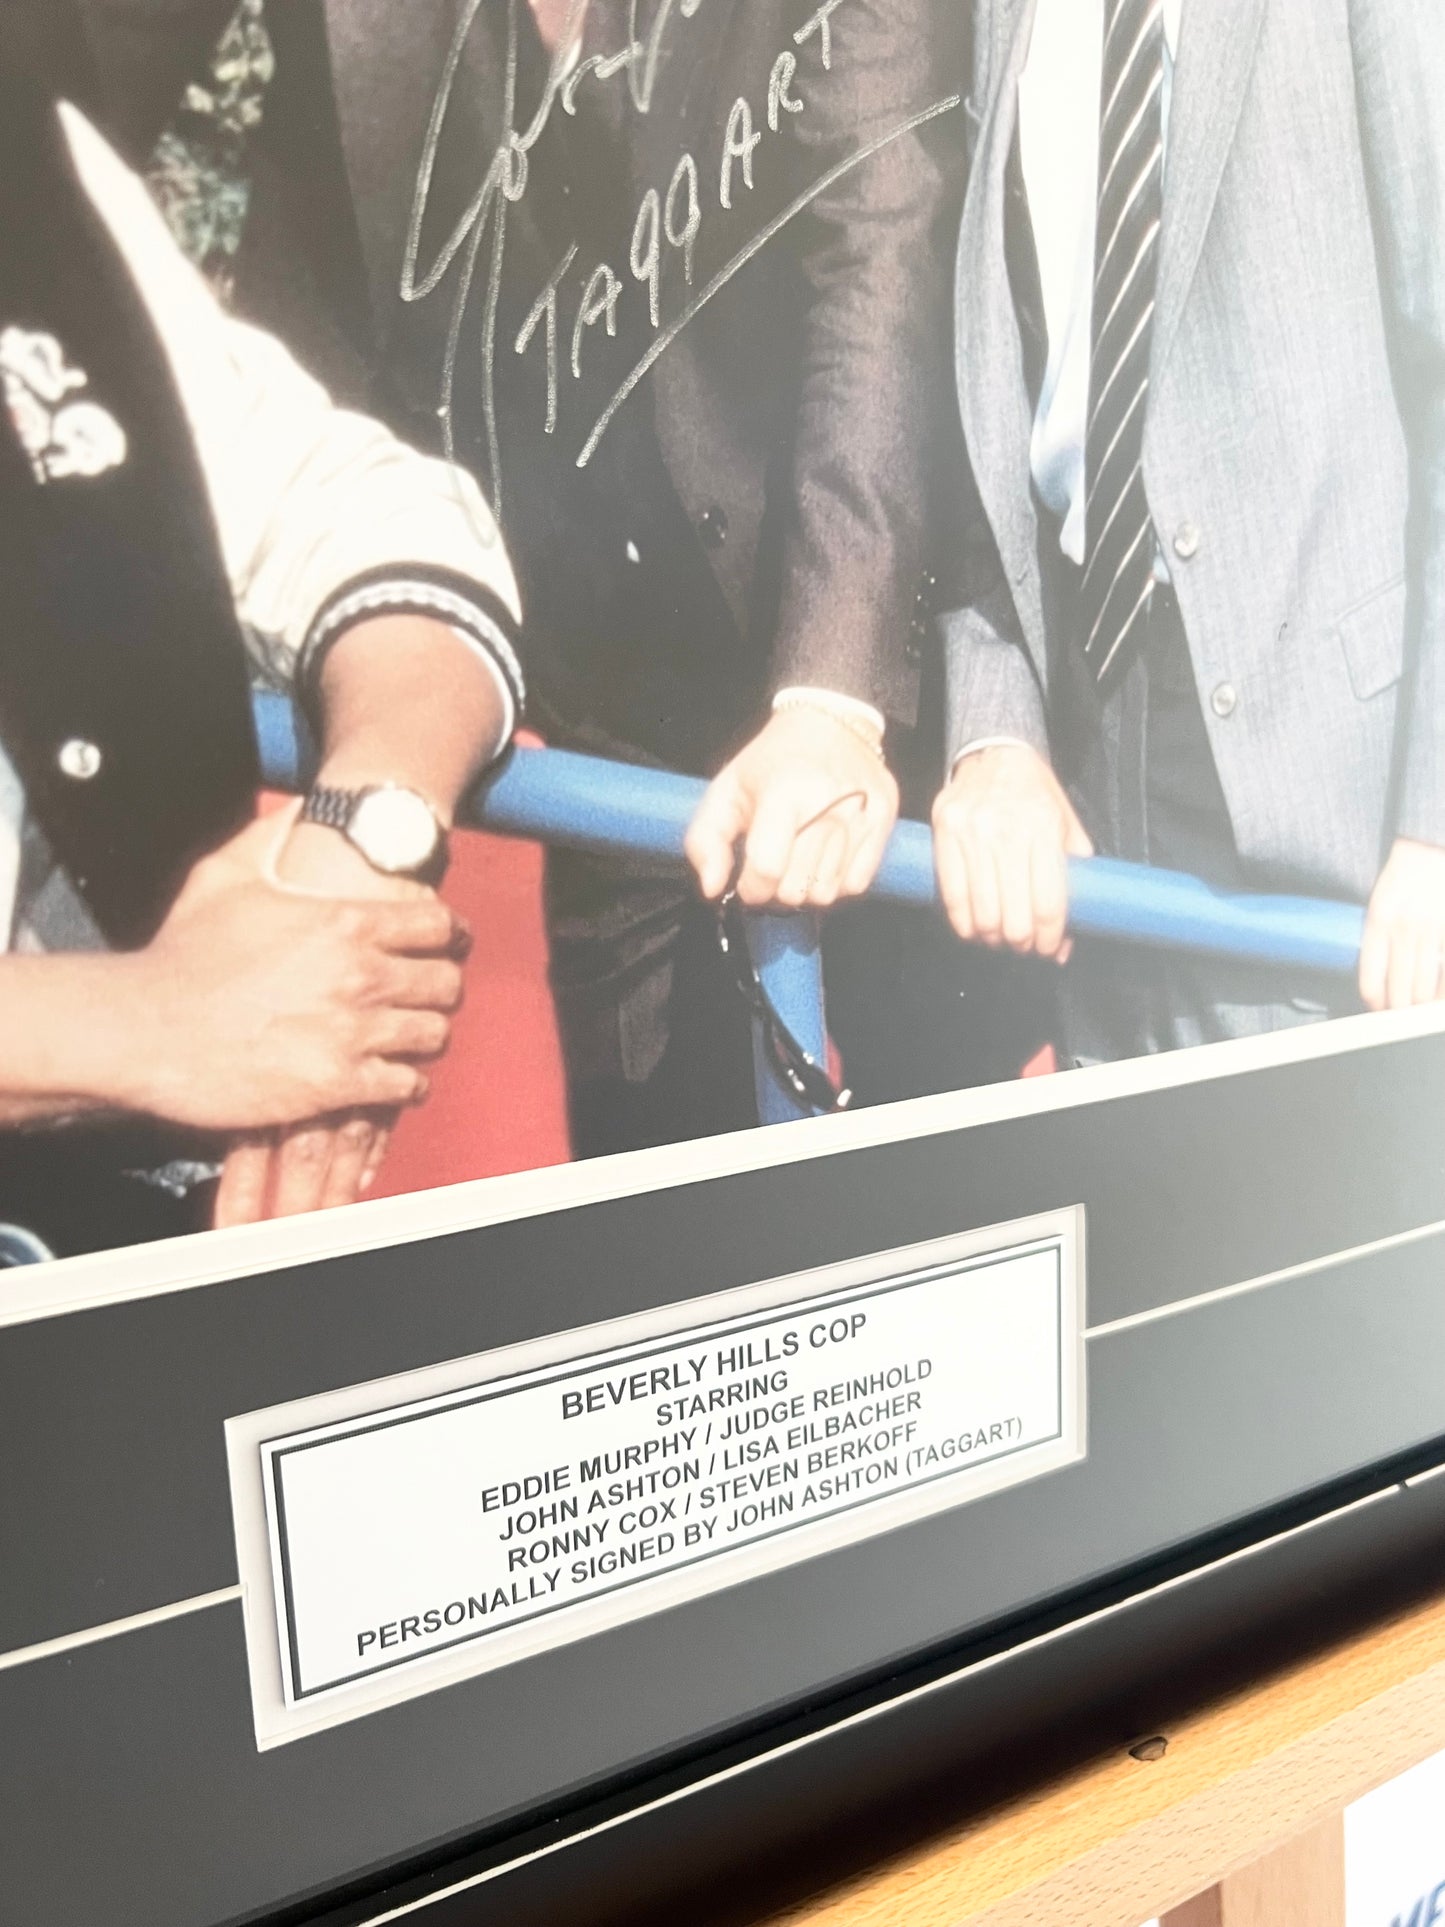 John
TAggART
BEVERLY HILLS COP
STARRING
EDDIE MURPHY / JUDGE REINHOLD
JOHN ASHTON / LISA EILBACHER
RONNY COX / STEVEN BERKOFF
PERSONALLY SIGNED BY JOHN ASHTON (TAGGART)